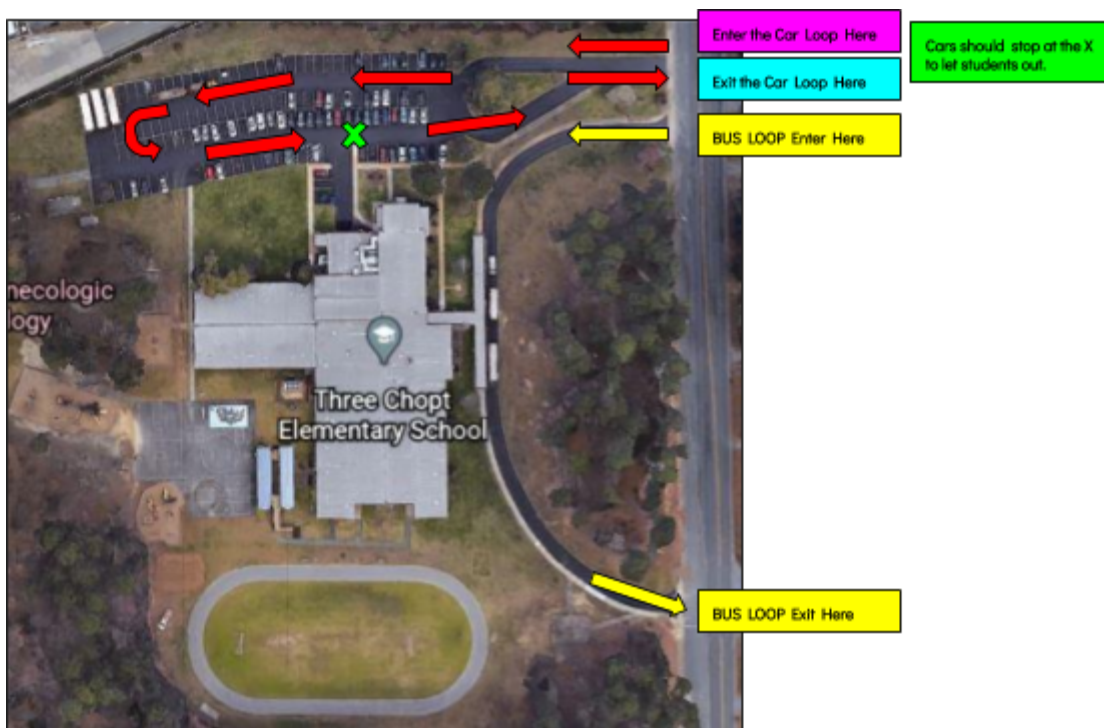 Enter the Car Loop Here
Cars should stop at the X
to let students out.
Exit the Car Loop Here
BUS LOOP Enter Here
necologic
logy
Three Chopt
Elementary School
BUS LOOP Exit Here